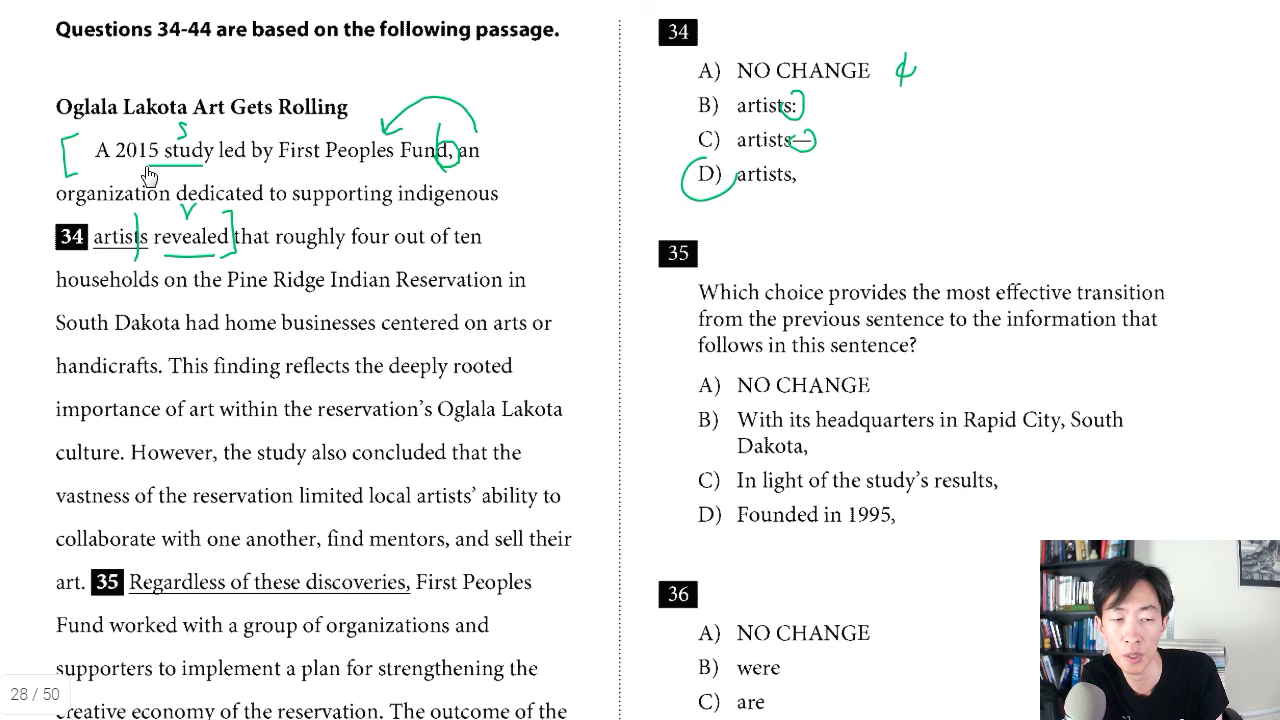 Questions 34-44 are based on the following passage.
Oglala Lakota Art Gets Rolling
s
A 2015 study led by First Peoples Fund, an
organization dedicated to supporting indigenous
v
34 artists revealed that roughly four out of ten
households on the Pine Ridge Indian Reservation in
South Dakota had home businesses centered on arts or
handicrafts. This finding reflects the deeply rooted
importance of art within the reservation's Oglala Lakota
culture. However, the study also concluded that the
vastness of the reservation limited local artists' ability to
collaborate with one another, find mentors, and sell their
art. 35 Regardless of these discoveries, First Peoples
Fund worked with a group of organizations and
supporters to implement a plan for strengthening the
creative economy of the reservation. The outcome of the
28 / 50
34
A) NO CHANGE
B) artists:
C) artists—
D) artists,
35
Which choice provides the most effective transition
from the previous sentence to the information that
follows in this sentence?
A) NO CHANGE
B) With its headquarters in Rapid City, South
Dakota,
C) In light of the study's results,
D) Founded in 1995,
36
A) NO CHANGE
B) were
C) are